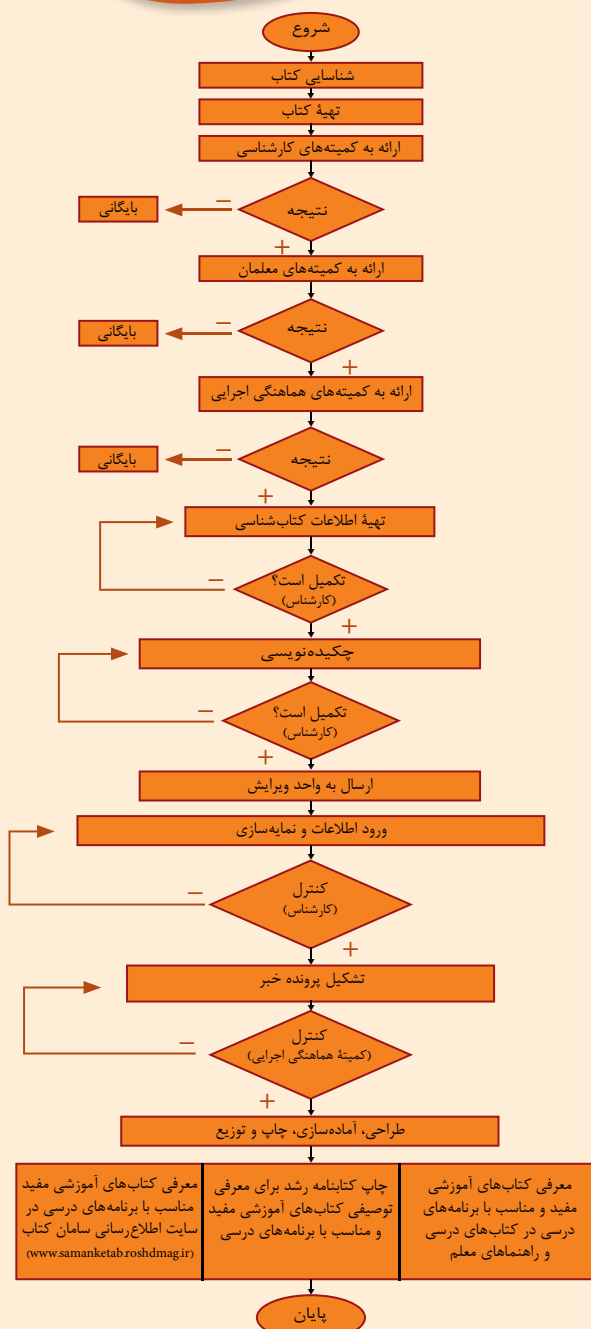 شروع
شناسایی کتاب
تهیهٔ کتاب
ارائه به کمیته‌های کارشناسی
نتیجه
–
بایگانی
+
ارائه به کمیته‌های معلمان
نتیجه
–
بایگانی
+
ارائه به کمیته‌های هماهنگی اجرایی
نتیجه
–
بایگانی
+
تهیهٔ اطلاعات کتاب‌شناسی
تکمیل است؟
(کارشناس)
–
+
چکیده‌نویسی
تکمیل است؟
(کارشناس)
–
+
ارسال به واحد ویرایش
ورود اطلاعات و نمایه‌سازی
کنترل
(کارشناس)
–
+
تشکیل پرونده خبر
کنترل
(کمیتهٔ هماهنگی اجرایی)
–
+
طراحی، آماده‌سازی، چاپ و توزیع
معرفی کتاب‌های آموزشی
مفید و مناسب با برنامه‌های
درسی در کتاب‌های درسی
و راهنماهای معلم
چاپ کتابنامه رشد برای معرفی
توصیفی کتاب‌های آموزشی مفید
و مناسب با برنامه‌های درسی
معرفی کتاب‌های آموزشی مفید
مناسب با برنامه‌های درسی در
سایت اطلاع‌رسانی سامان کتاب
(www.samanketab.roshdmag.ir)
پایان